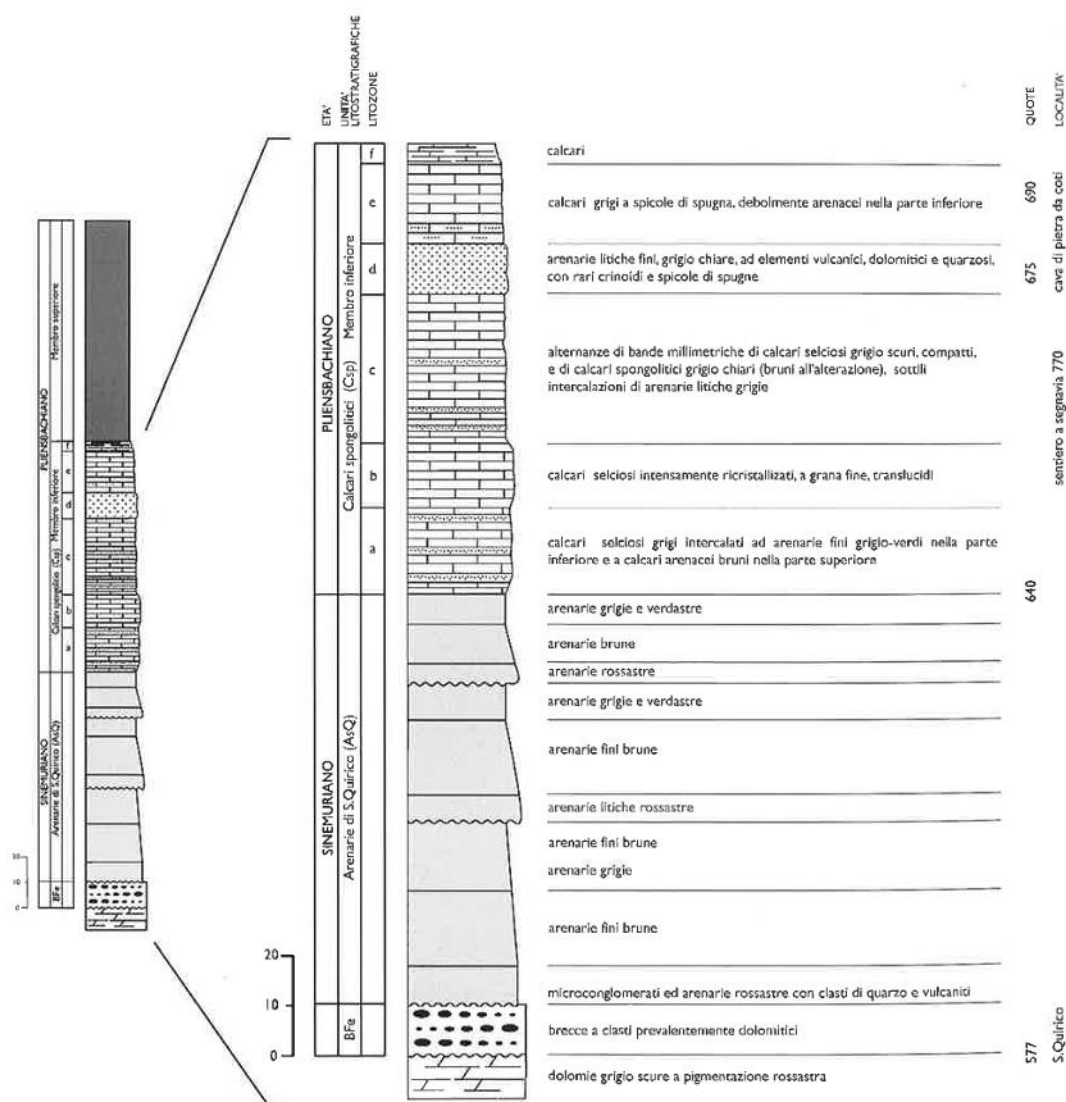 ETA'
UNITA' LITOSTRATIGRAFICHE
LITOZONE
QUOTE
LOCALITA'
PLIENSBACHIANO
Membro superiore
Calcari spongolitici (Csp) Membro inferiore
f
e
d
c
b
a
SINEMURIANO
Arenarie di S.Quirico (AsQ)
BFe
20
10
0
PLIENSBACHIANO
Calcari spongolitici (Csp) Membro inferiore
f
e
d
c
b
a
SINEMURIANO
Arenarie di S.Quirico (AsQ)
BFe
20
10
0
calcari
calcari grigi a spicole di spugna, debolmente arenacei nella parte inferiore
arenarie litiche fini, grigio chiare, ad elementi vulcanici, dolomitici e quarzosi,
con rari crinoidi e spicole di spugne
alternanze di bande millimetriche di calcari selciosi grigio scuri, compatti,
e di calcari spongolitici grigio chiari (bruni all'alterazione), sottili
intercalazioni di arenarie litiche grigie
calcari selciosi intensamente ricristallizati, a grana fine, translucidi
calcari selciosi grigi intercalati ad arenarie fini grigio-verdi nella parte
inferiore e a calcari arenacei bruni nella parte superiore
arenarie grigie e verdastre
arenarie brune
arenarie rossastre
arenarie grigie e verdastre
arenarie fini brune
arenarie litiche rossastre
arenarie fini brune
arenarie grigie
arenarie fini brune
microconglomerati ed arenarie rossastre con clasti di quarzo e vulcaniti
brecce a clasti prevalentemente dolomitici
dolomie grigio scure a pigmentazione rossastra
690
675
640
577
cava di pietra da coti
sentiero a segnavia 770
S.Quirico